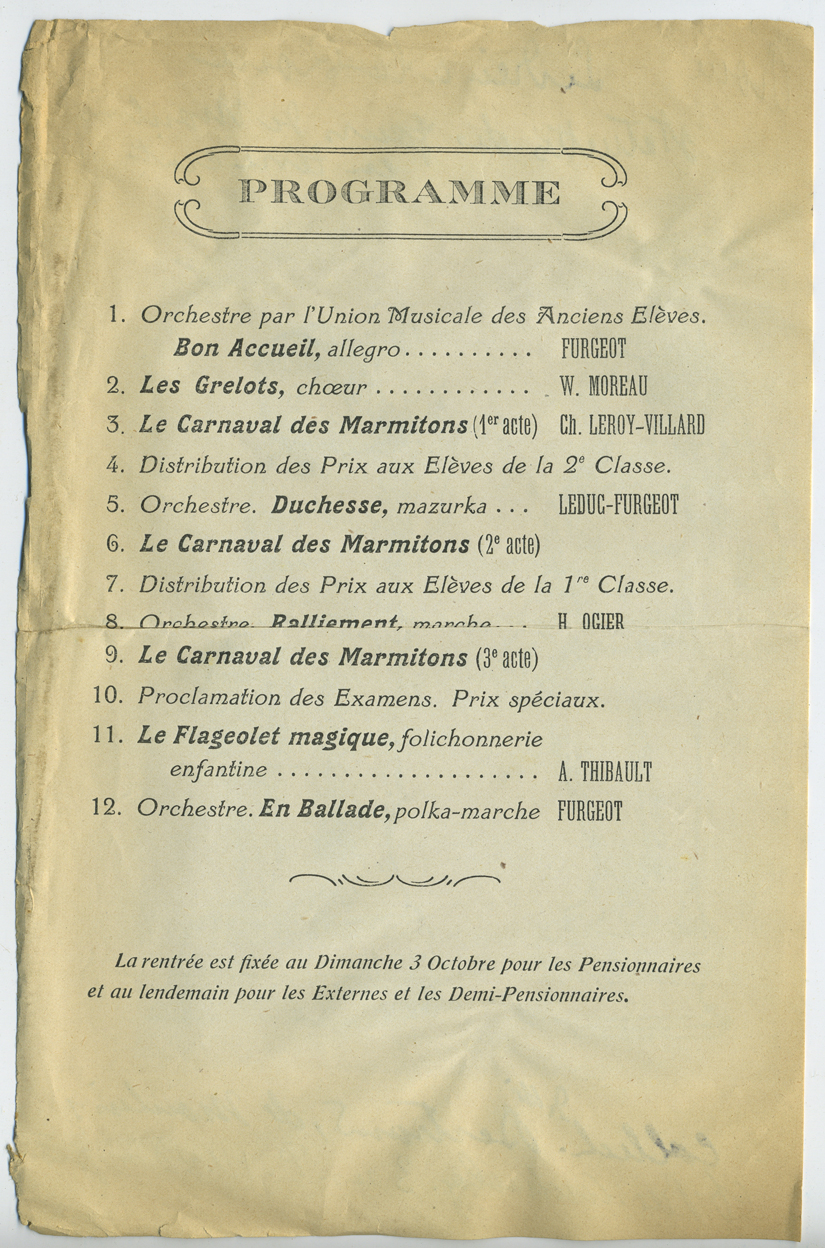 PROGRAMME
1. Orchestre par l'Union Musicale des Anciens Elèves.
Bon Accueil, allegro.......... FURGEOT
2. Les Grelots, chœur ............ W. MOREAU
3. Le Carnaval des Marmitons (1er acte) Ch. LEROY-VILLARD
4. Distribution des Prix aux Elèves de la 2e Classe.
5. Orchestre. Duchesse, mazurka ... LEDUC-FURGEOT
6. Le Carnaval des Marmitons (2e acte)
7. Distribution des Prix aux Elèves de la 1re Classe.
8. Orchestre. Ralliement, marche... H. OGIER
9. Le Carnaval des Marmitons (3e acte)
10. Proclamation des Examens. Prix spéciaux.
11. Le Flageolet magique, folichonnerie
enfantine ..................... A. THIBAULT
12. Orchestre. En Ballade, polka-marche FURGEOT
La rentrée est fixée au Dimanche 3 Octobre pour les Pensionnaires
et au lendemain pour les Externes et les Demi-Pensionnaires.